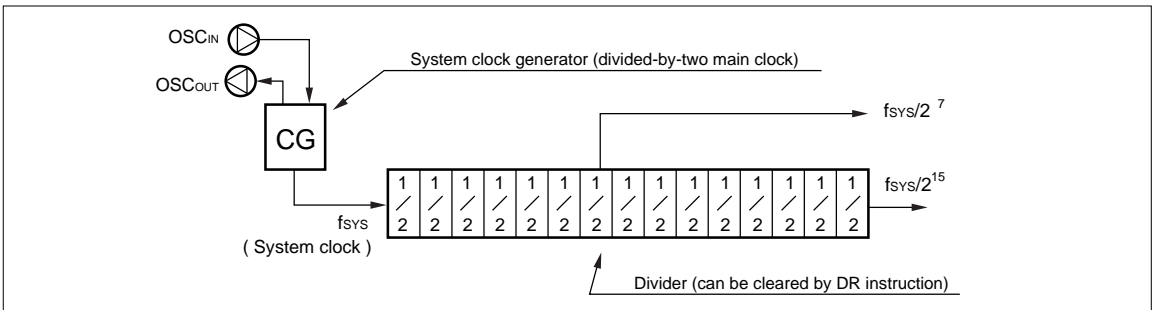 OSCIN
OSCOUT
System clock generator (divided-by-two main clock)
CG
fSYS/2 7
1/2 1/2 1/2 1/2 1/2 1/2 1/2 1/2 1/2 1/2 1/2 1/2 1/2 1/2 1/2
fSYS/215
fSYS
( System clock )
Divider (can be cleared by DR instruction)